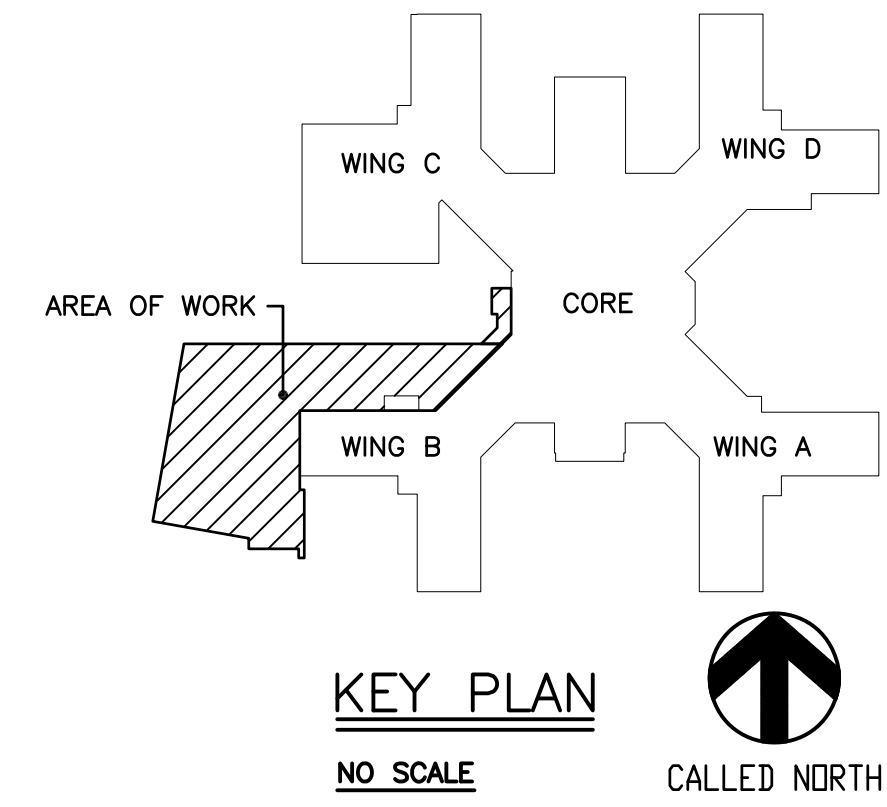 WING C
WING D
CORE
AREA OF WORK
WING B
WING A
KEY PLAN
NO SCALE
CALLED NORTH